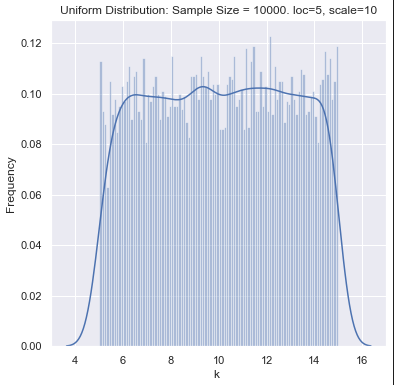 Uniform Distribution: Sample Size = 10000. loc=5, scale=10
0.12
0.10
0.08
0.06
0.04
0.02
0.00
Frequency
4 6 8 10 12 14 16
k